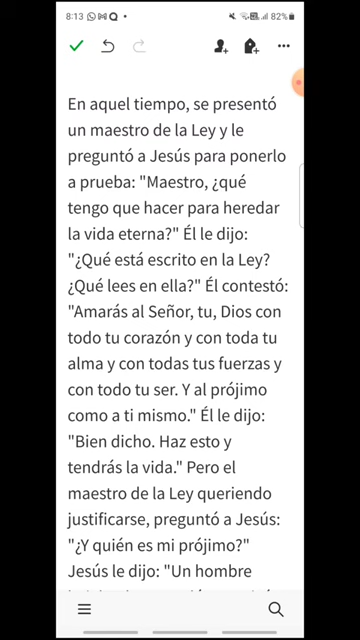 8:13
82%
En aquel tiempo, se presentó
un maestro de la Ley y le
preguntó a Jesús para ponerlo
a prueba: "Maestro, ¿qué
tengo que hacer para heredar
la vida eterna?" Él le dijo:
"¿Qué está escrito en la Ley?
¿Qué lees en ella?" Él contestó:
"Amarás al Señor, tu, Dios con
todo tu corazón y con toda tu
alma y con todas tus fuerzas y
con todo tu ser. Y al prójimo
como a ti mismo." Él le dijo:
"Bien dicho. Haz esto y
tendrás la vida." Pero el
maestro de la Ley queriendo
justificarse, preguntó a Jesús:
"¿Y quién es mi prójimo?"
Jesús le dijo: "Un hombre